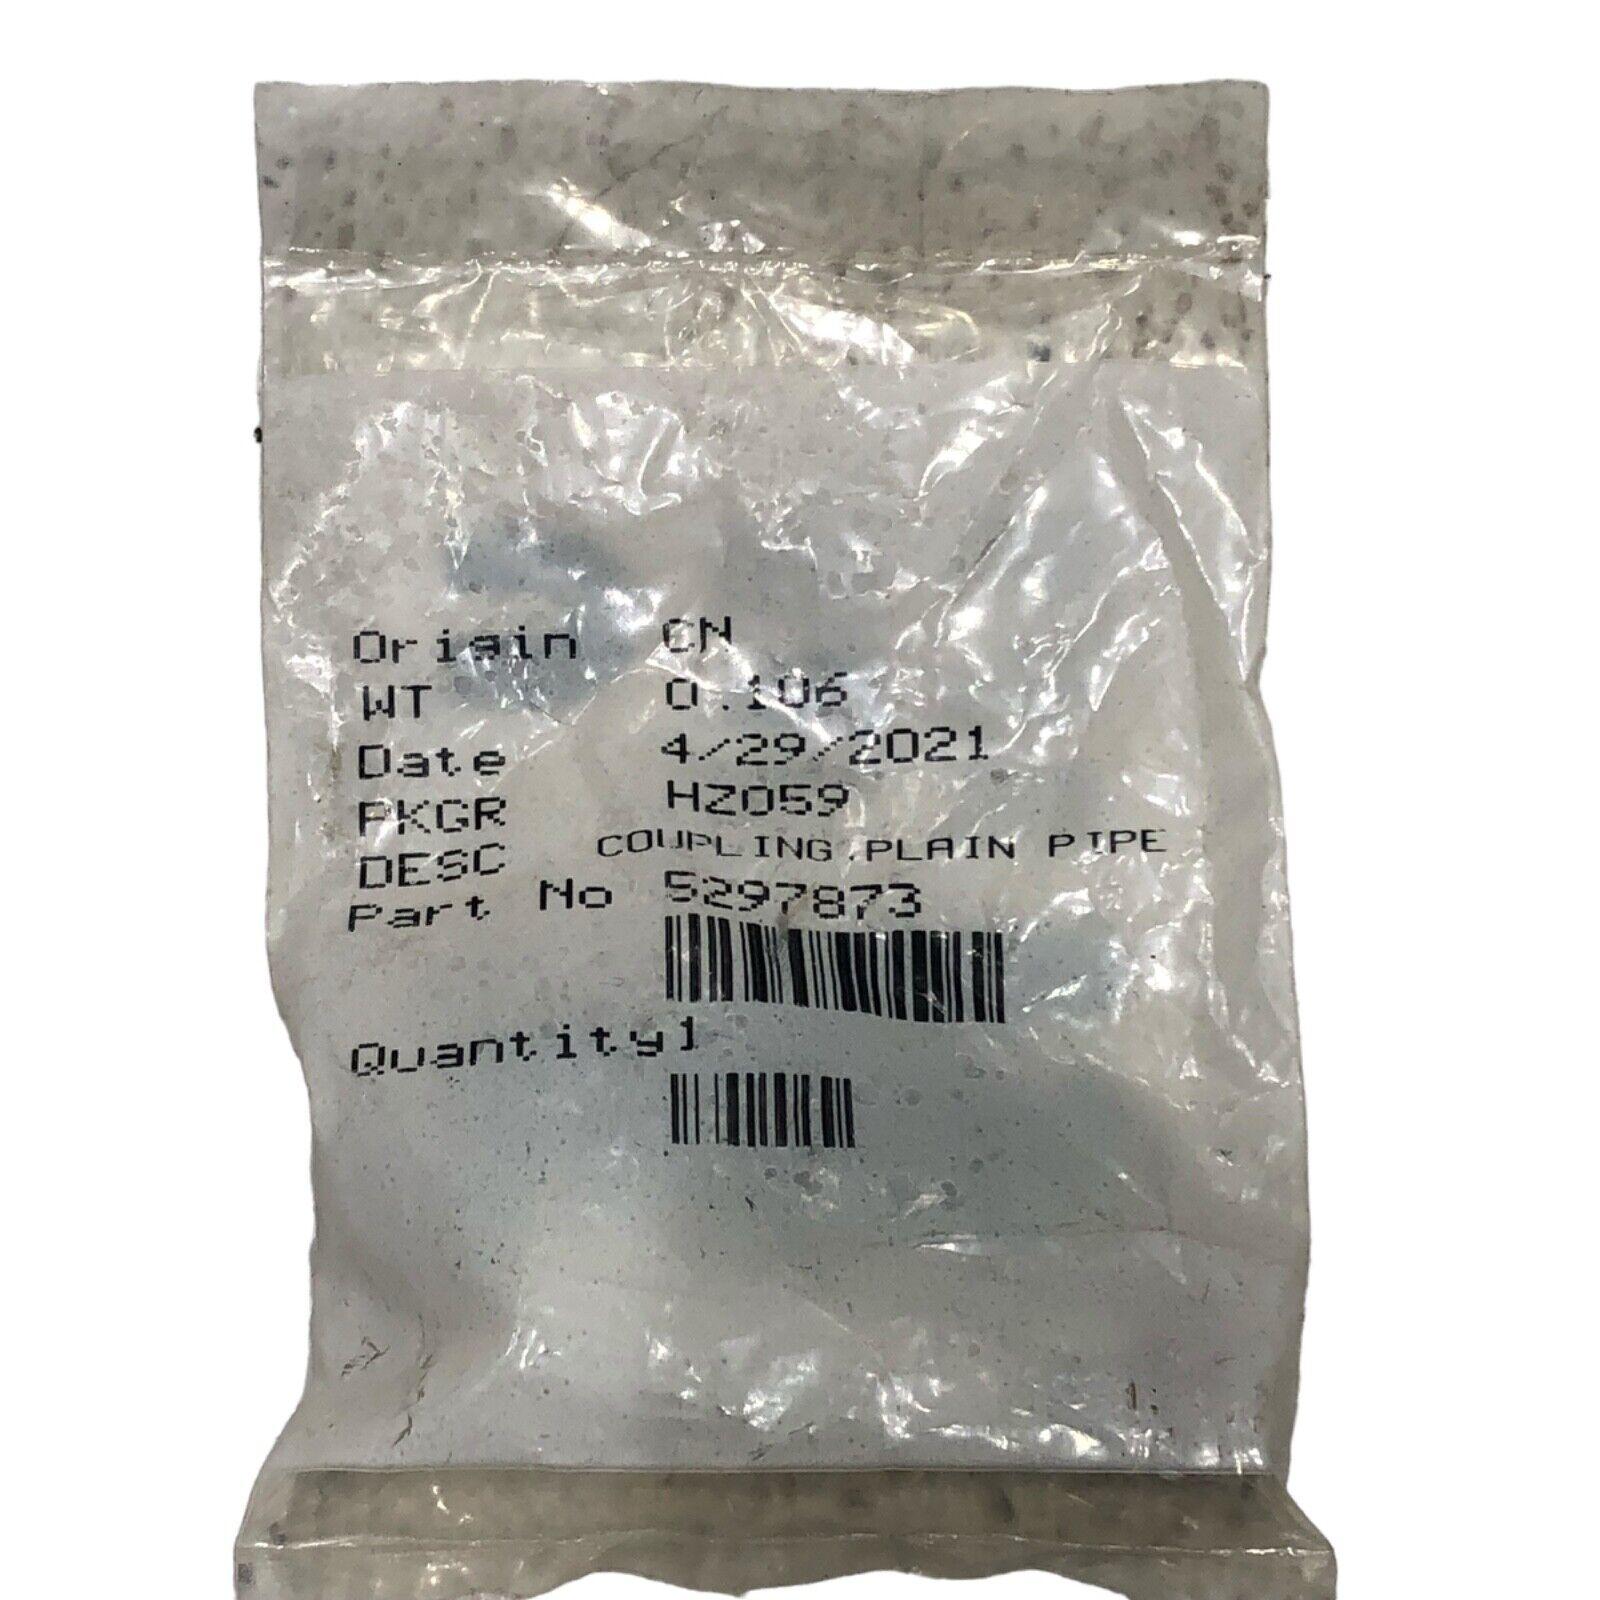 Origin CN
WT 0.106
Date 4/29/2021
PKGR HZ059
DESC COUPLING,PLAIN PIPE
Part No 5297873
Quantity1